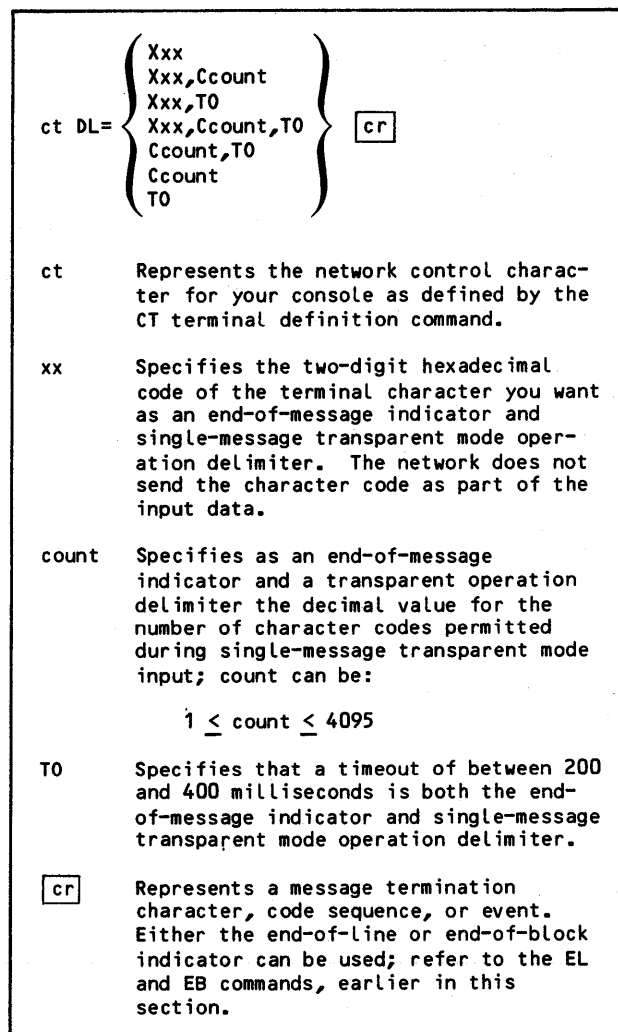 Xxx
Xxx,Ccount
Xxx,TO
ct DL= Xxx,Ccount,TO cr
Ccount,TO
Ccount
TO
ct Represents the network control charac-
ter for your console as defined by the
CT terminal definition command.
xx Specifies the two-digit hexadecimal
code of the terminal character you want
as an end-of-message indicator and
single-message transparent mode oper-
ation delimiter. The network does not
send the character code as part of the
input data.
count Specifies as an end-of-message
indicator and a transparent operation
delimiter the decimal value for the
number of character codes permitted
during single-message transparent mode
input; count can be:
1 ≤ count ≤ 4095
TO Specifies that a timeout of between 200
and 400 milliseconds is both the end-
of-message indicator and single-message
transparent mode operation delimiter.
cr Represents a message termination
character, code sequence, or event.
Either the end-of-line or end-of-block
indicator can be used; refer to the EL
and EB commands, earlier in this
section.